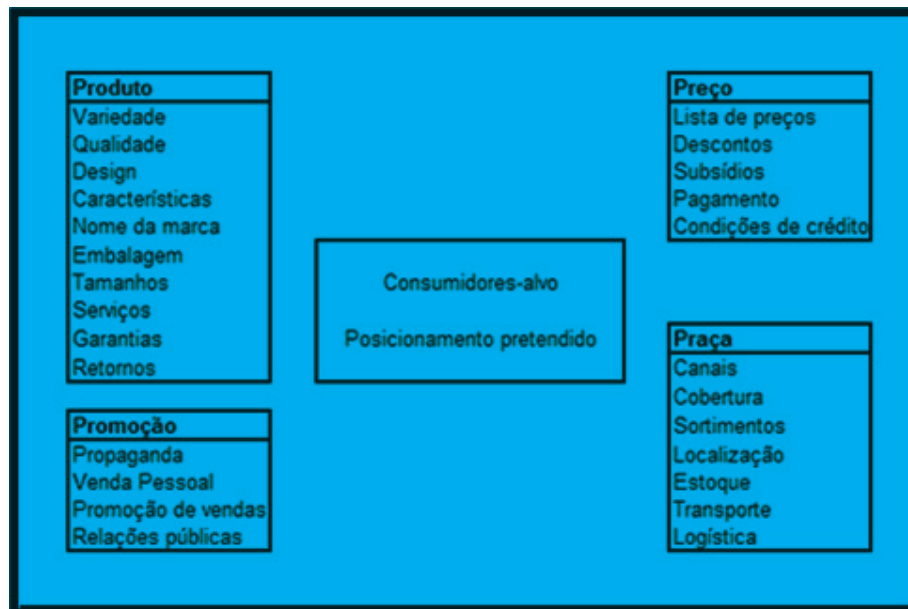 Produto
Variedade
Qualidade
Design
Características
Nome da marca
Embalagem
Tamanhos
Serviços
Garantias
Retornos
Promoção
Propaganda
Venda Pessoal
Promoção de vendas
Relações públicas
Consumidores-alvo
Posicionamento pretendido
Preço
Lista de preços
Descontos
Subsídios
Pagamento
Condições de crédito
Praça
Canais
Cobertura
Sortimentos
Localização
Estoque
Transporte
Logística